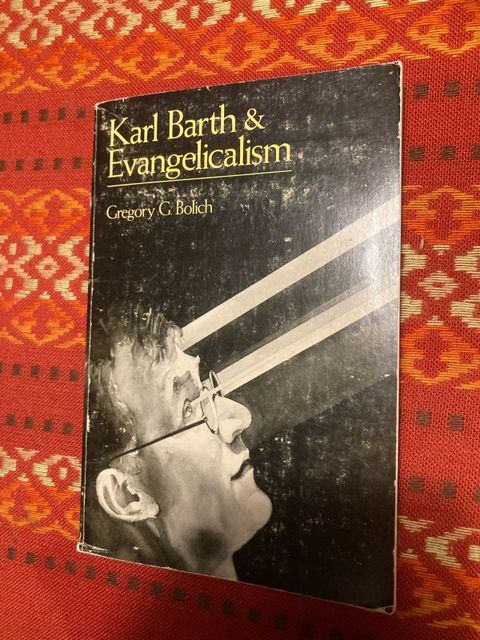 Karl Barth &
Evangelicalism
Gregory G. Bolich